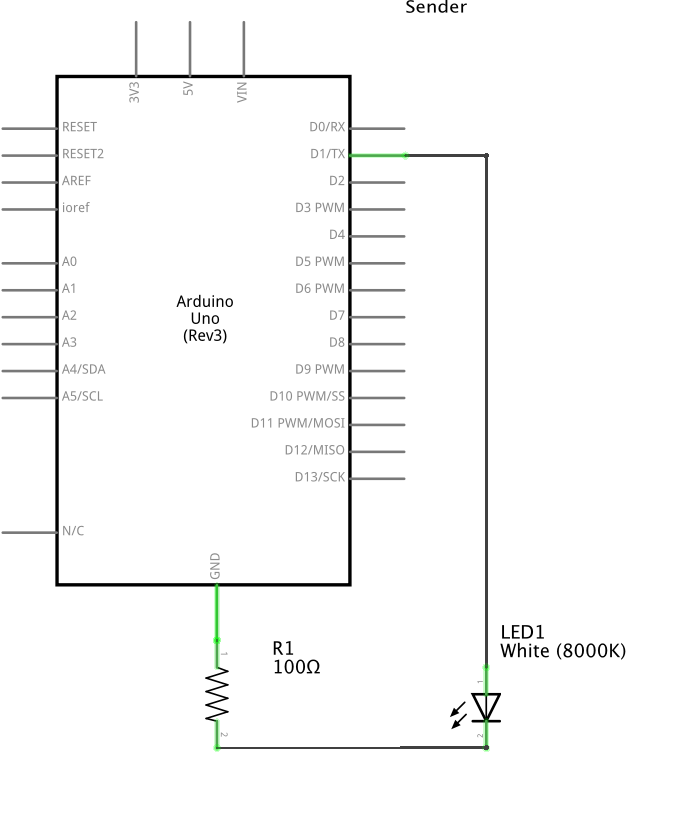 Sender
3V3
5V
VIN
RESET
RESET2
AREF
ioref
A0
A1
A2
A3
A4/SDA
A5/SCL
N/C
D0/RX
D1/TX
D2
D3 PWM
D4
D5 PWM
D6 PWM
D7
D8
D9 PWM
D10 PWM/SS
D11 PWM/MOSI
D12/MISO
D13/SCK
Arduino
Uno
(Rev3)
GND
R1
100Ω
1
2
LED1
White (8000K)
1
2